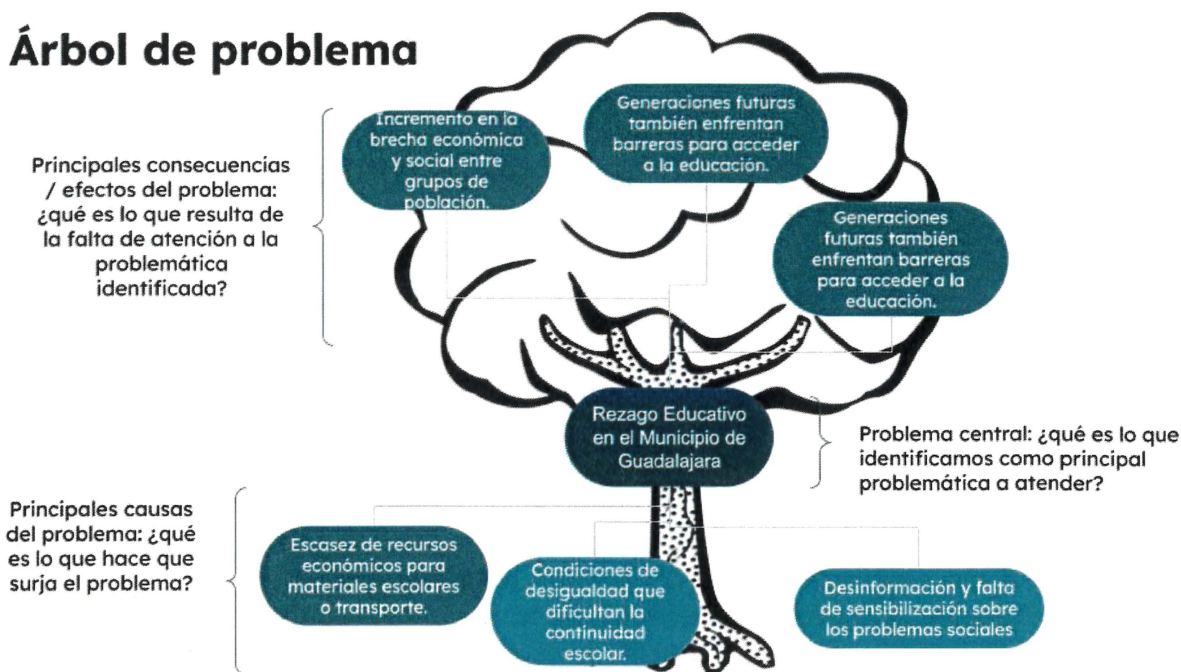 Árbol de problema
Principales consecuencias
/ efectos del problema:
¿qué es lo que resulta de
la falta de atención a la
problemática
identificada?
Incremento en la
brecha económica
y social entre
grupos de
población.
Generaciones futuras
también enfrentan
barreras para acceder
a la educación.
Generaciones
futuras también
enfrentan barreras
para acceder a la
educación.
Rezago Educativo
en el Municipio de
Guadalajara
Problema central: ¿qué es lo que
identificamos como principal
problemática a atender?
Principales causas
del problema: ¿qué
es lo que hace que
surja el problema?
Escasez de recursos
económicos para
materiales escolares
o transporte.
Condiciones de
desigualdad que
dificultan la
continuidad
escolar.
Desinformación y falta
de sensibilización sobre
los problemas sociales